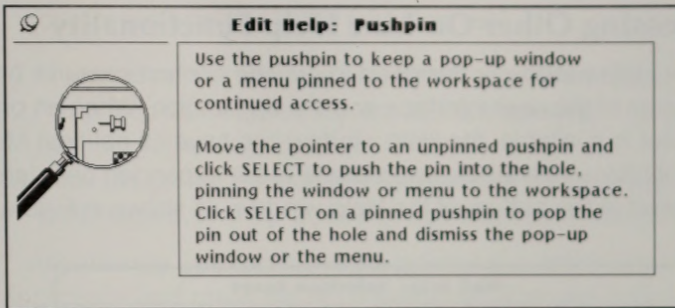 Edit Help: Pushpin
Use the pushpin to keep a pop-up window
or a menu pinned to the workspace for
continued access.
Move the pointer to an unpinned pushpin and
click SELECT to push the pin into the hole,
pinning the window or menu to the workspace.
Click SELECT on a pinned pushpin to pop the
pin out of the hole and dismiss the pop-up
window or the menu.